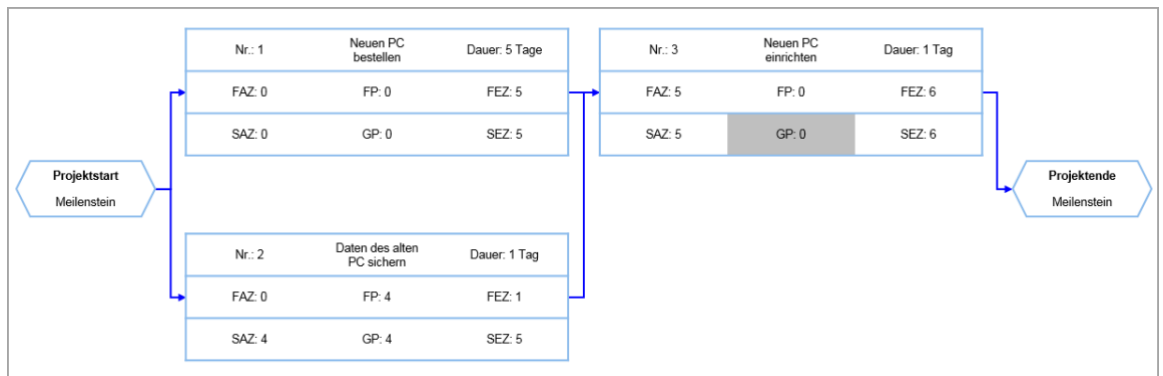 Nr.: 1
Neuen PC
bestellen
Dauer: 5 Tage
FAZ: 0
FP: 0
FEZ: 5
SAZ: 0
GP: 0
SEZ: 5
Nr.: 3
Neuen PC
einrichten
Dauer: 1 Tag
FAZ: 5
FP: 0
FEZ: 6
SAZ: 5
GP: 0
SEZ: 6
Projektstart
Meilenstein
Projektende
Meilenstein
Nr.: 2
Daten des alten
PC sichern
Dauer: 1 Tag
FAZ: 0
FP: 4
FEZ: 1
SAZ: 4
GP: 4
SEZ: 5